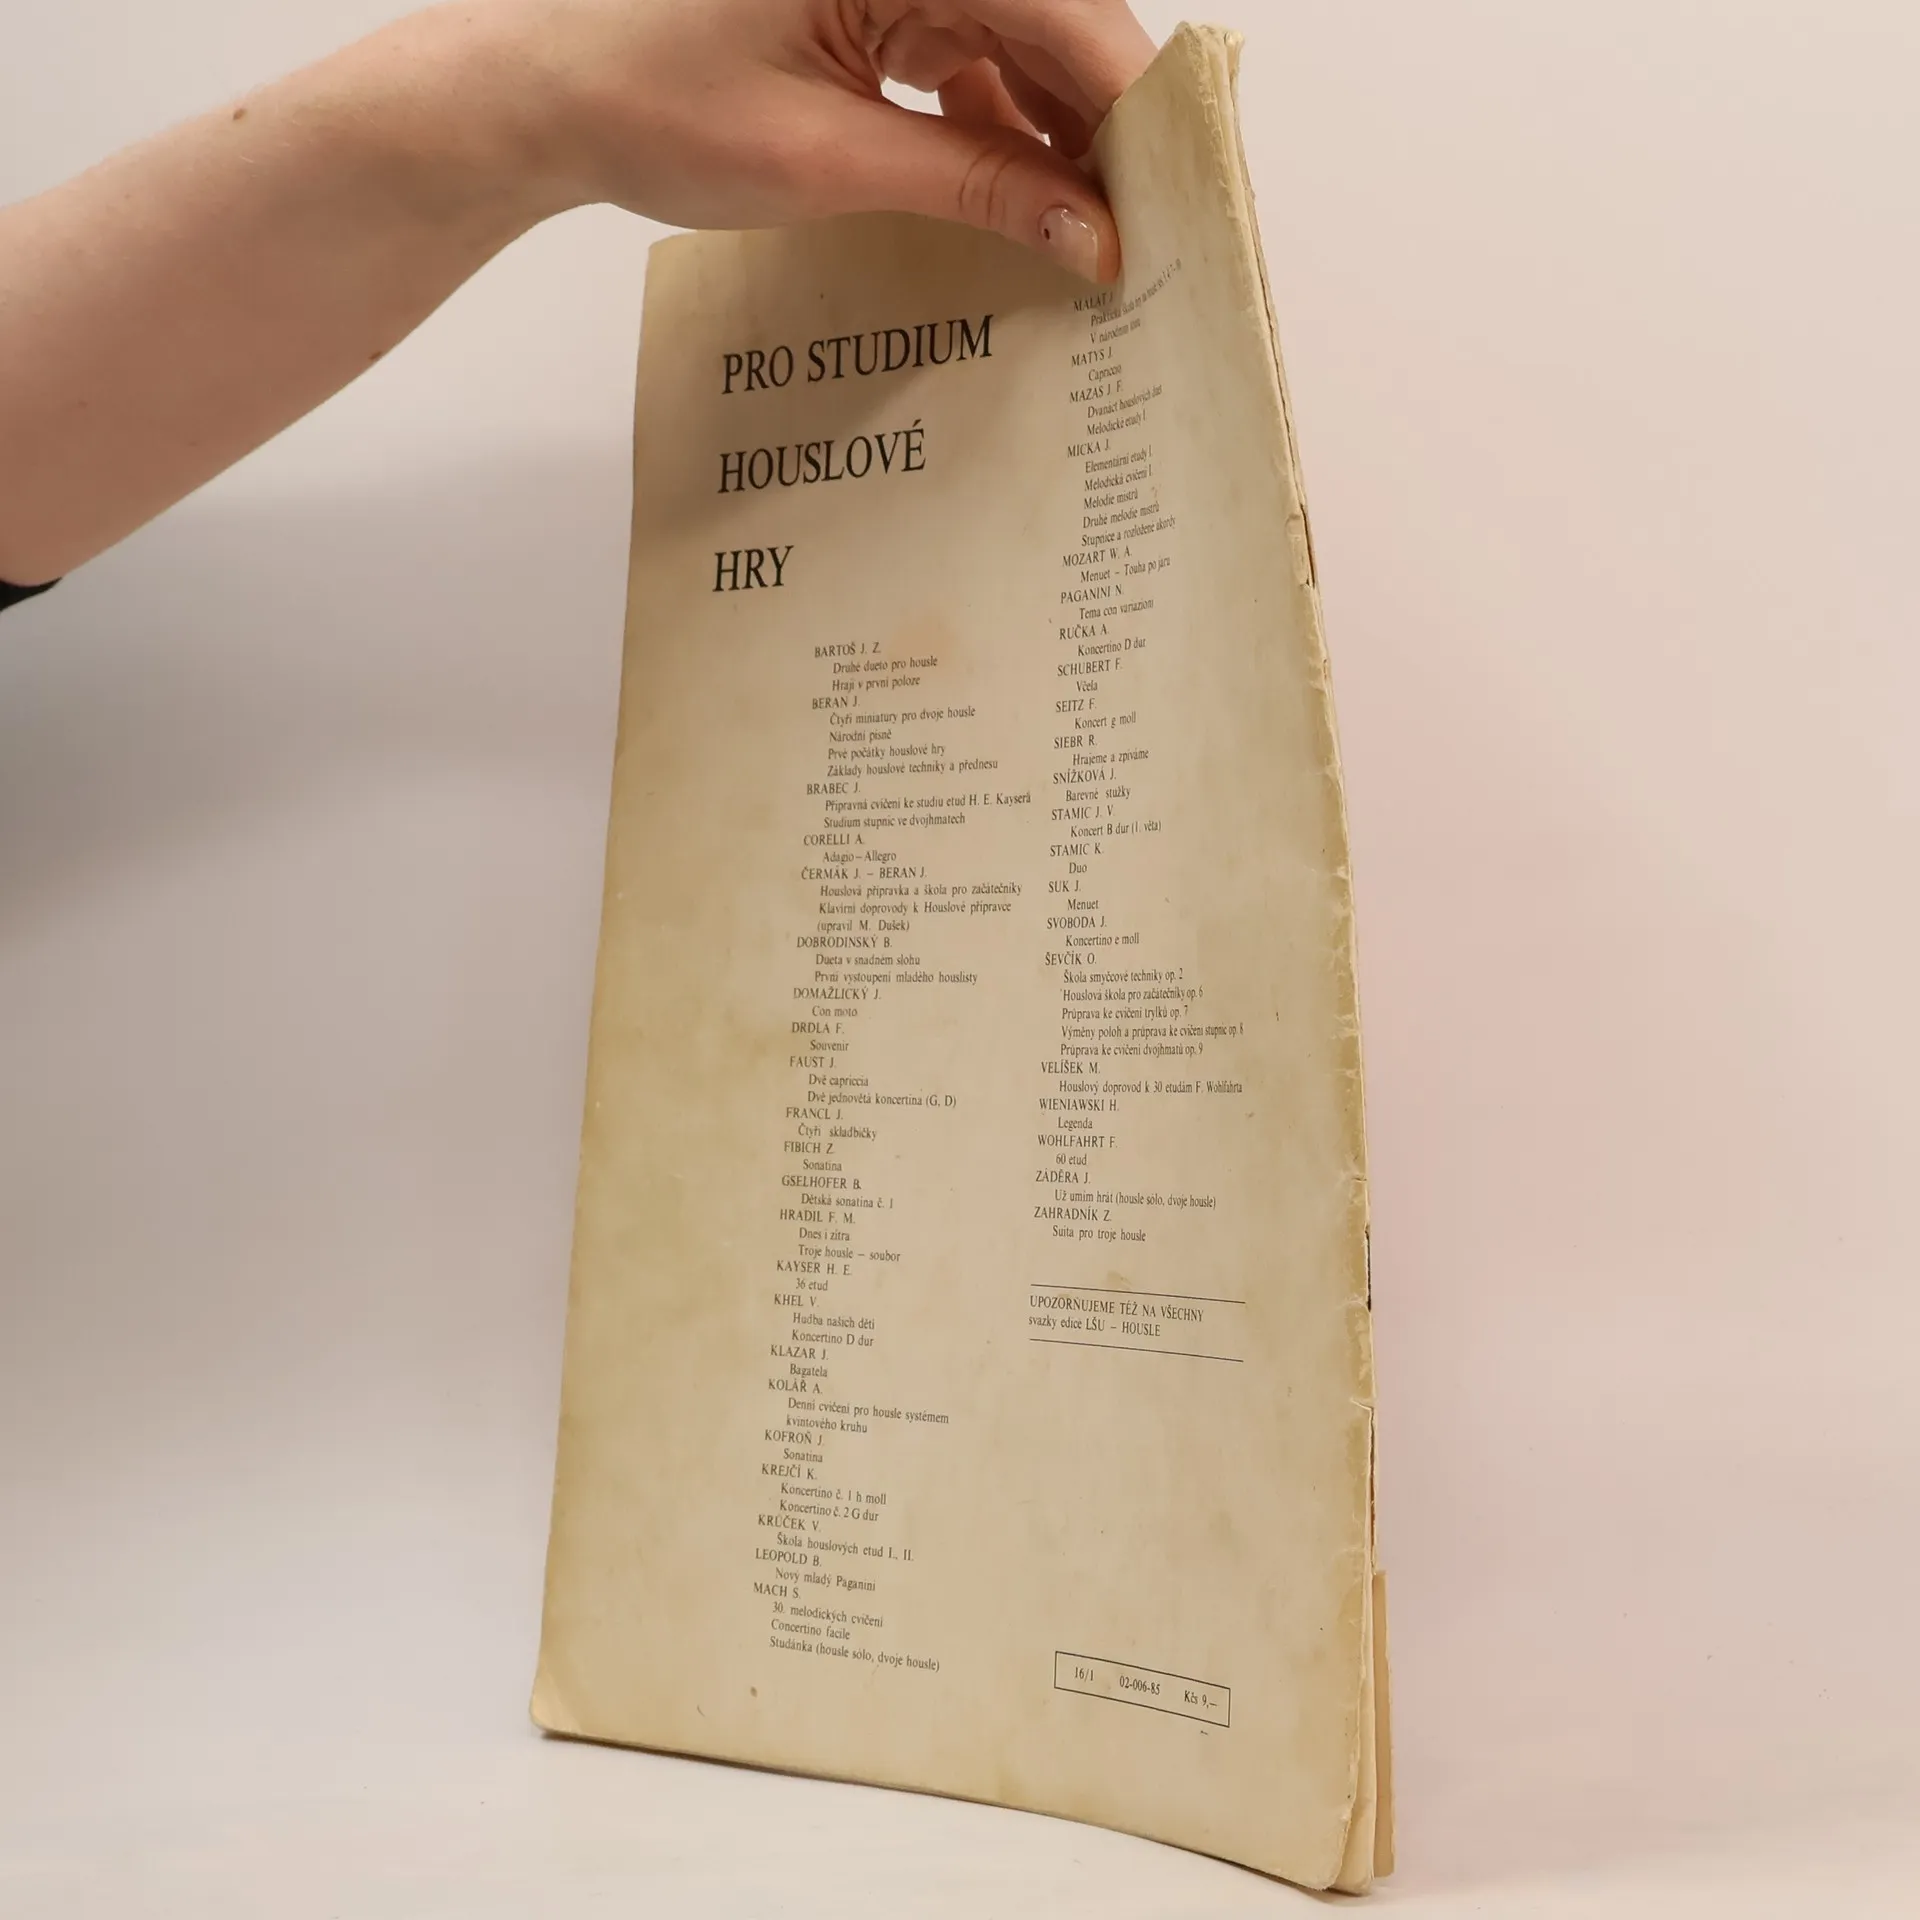 PRO STUDIUM
HOUSLOVÉ
HRY
BARTOŠ J. Z.
Druhé dueto pro housle
Hraji v první poloze
BERAN J.
Čtyři miniatury pro dvoje housle
Národní písně
Prvé počátky houslové hry
Základy houslové techniky a přednesu
BRABEC J.
Připravná cvičení ke studiu etud H. E. Kaysera
Studium stupnic ve dvojhmatech
CORELLI A.
Adagio – Allegro
ČERMÁK J. – BERAN J.
Houslová přípravka a škola pro začátečníky
Klavírní doprovody k Houslové přípravce
(upravil M. Dušek)
DOBRODINSKÝ B.
Dueta v snadném slohu
První vystoupení mladého houslisty
DOMAŽLICKÝ J.
Con moto
DRDLA F.
Souvenir
FAUST J.
Dvě capriccia
Dvě jednovětá koncertina (G, D)
FRANCL J.
Čtyři skladbičky
FIBICH Z.
Sonatina
GSELHOFER B.
Dětská sonatina č. 1
HRADIL F. M.
Dnes i zítra
Troje housle – soubor
KAYSER H. E.
36 etud
KHEL V.
Hudba našich dětí
Koncertino D dur
KLAZAR J.
Bagatela
KOLÁŘ A.
Denní cvičení pro housle systémem
kvintového kruhu
KOFROŇ J.
Sonatina
KREJČÍ K.
Koncertino č. 1 h moll
Koncertino č. 2 G dur
KRŮČEK V.
Škola houslových etud I., II.
LEOPOLD B.
Nový mladý Paganini
MACH S.
30. melodických cvičení
Concertino facile
Studánka (housle sólo, dvoje housle)
MALÁT J.
Praktická škola hry na housle
V národním tónu
MATYS J.
Capriccio
MAZAS J. F.
Dvanáct houslových duet
Melodické etudy I.
MICKA J.
Elementární etudy I.
Melodická cvičení I.
Melodie mistrů
Druhé melodie mistrů
Stupnice a rozložené akordy
MOZART W. A.
Menuet – Touha po jaru
PAGANINI N.
Tema con variazioni
RUČKA A.
Koncertino D dur
SCHUBERT F.
Včela
SEITZ F.
Koncert g moll
SIEBR R.
Hrajeme a zpíváme
SNÍŽKOVÁ J.
Barevné stužky
STAMIC J. V.
Koncert B dur (1. věta)
STAMIC K.
Duo
SUK J.
Menuet
SVOBODA J.
Koncertino e moll
ŠEVČÍK O.
Škola smyčcové techniky op. 2
Houslová škola pro začátečníky op. 6
Průprava ke cvičení trylků op. 7
Výměny poloh a průprava ke cvičení stupnic op. 8
Průprava ke cvičení dvojhmatů op. 9
VELÍŠEK M.
Houslový doprovod k 30 etudám F. Wohlfahrta
WIENIAWSKI H.
Legenda
WOHLFAHRT F.
60 etud
ZÁDĚRA J.
Už umím hrát (housle sólo, dvoje housle)
ZAHRADNÍK Z.
Suita pro troje housle
UPOZORŇUJEME TÉŽ NA VŠECHNY
svazky edice LŠU – HOUSLE
16/1 02-006-85 Kčs 9,–